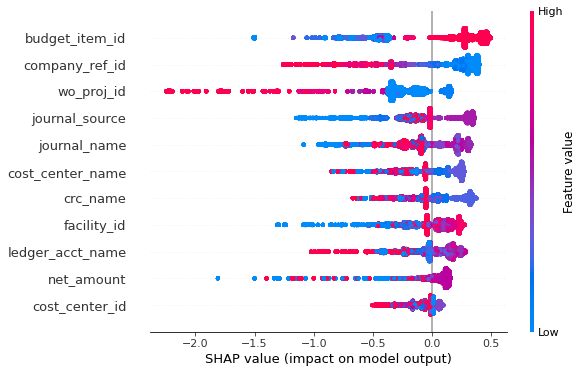 High
budget_item_id
company_ref_id
wo_proj_id
journal_source
journal_name
cost_center_name
crc_name
facility_id
ledger_acct_name
net_amount
cost_center_id
Feature value
Low
−2.0 −1.5 −1.0 −0.5 0.0 0.5
SHAP value (impact on model output)